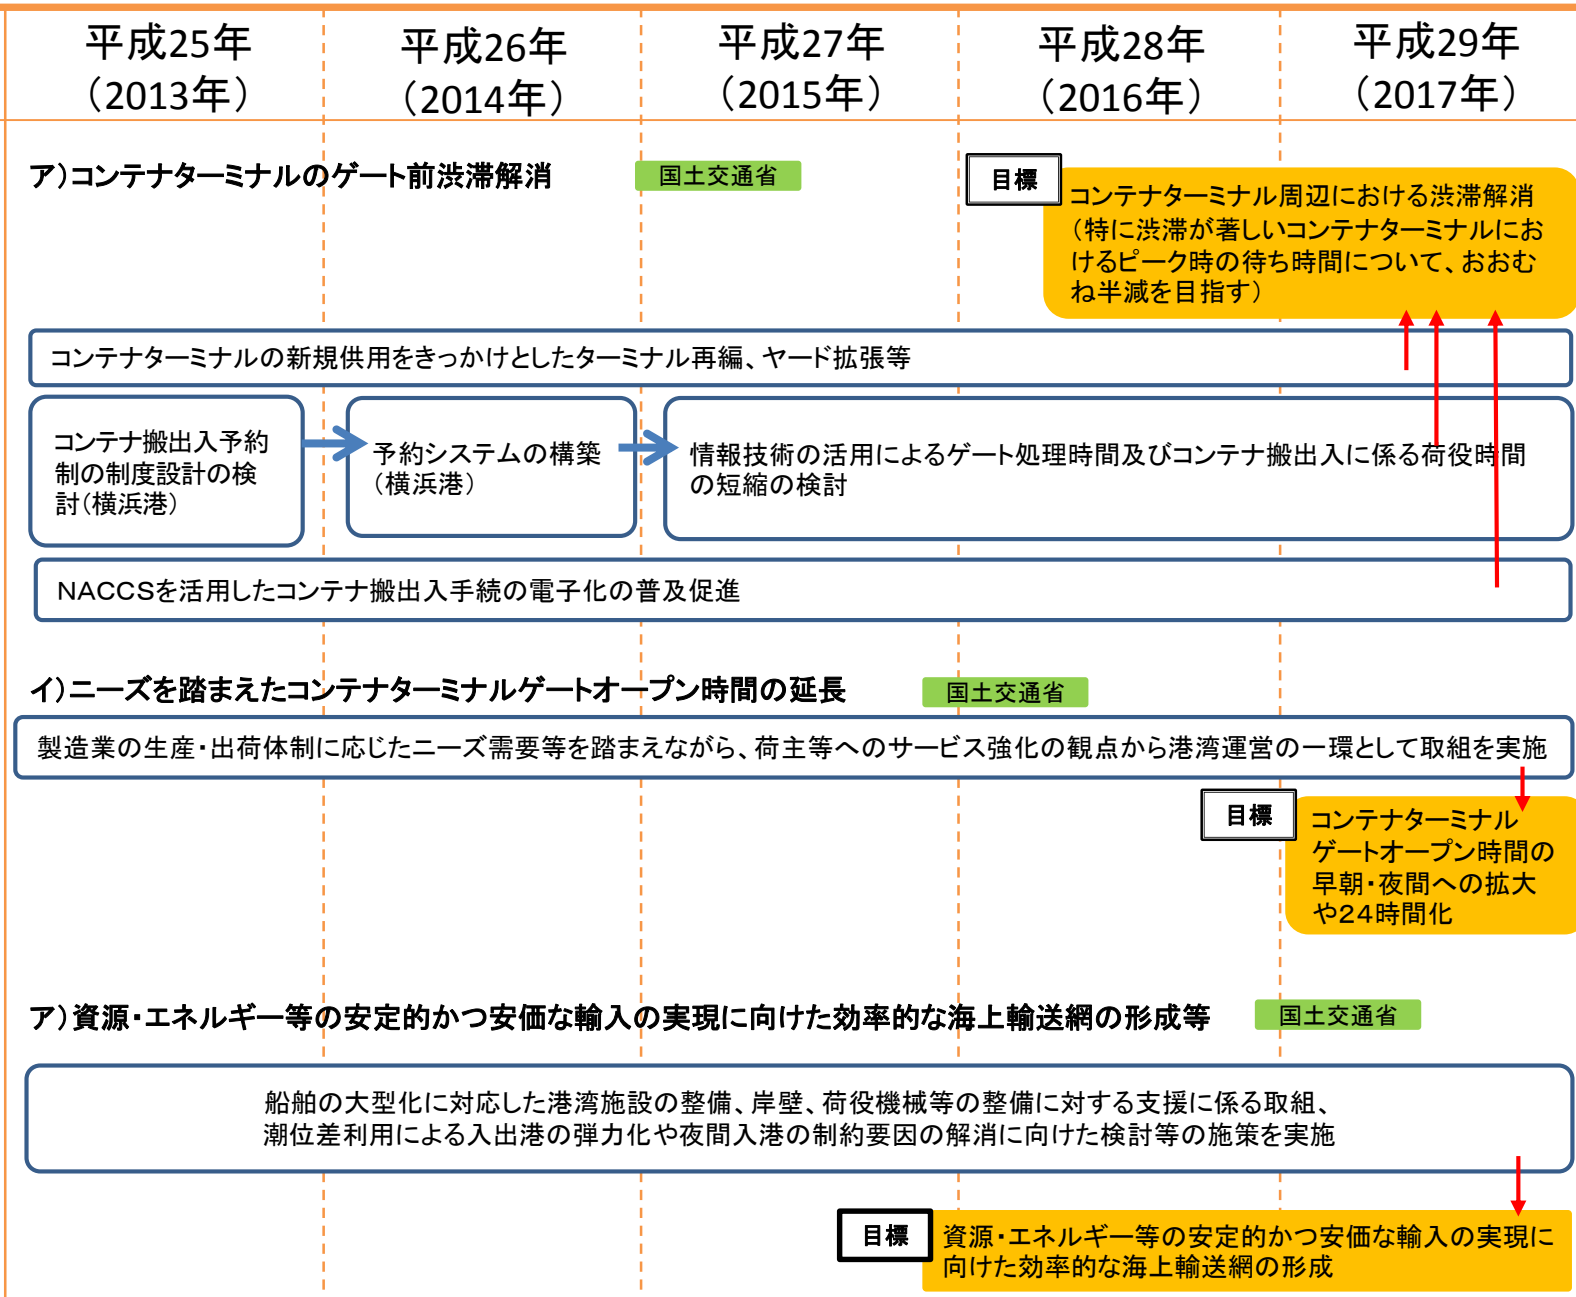 平成25年
（2013年）
平成26年
（2014年）
平成27年
（2015年）
平成28年
（2016年）
平成29年
（2017年）
ア）コンテナターミナルのゲート前渋滞解消
国土交通省
目標
コンテナターミナル周辺における渋滞解消
（特に渋滞が著しいコンテナターミナルにお
けるピーク時の待ち時間について、おおむ
ね半減を目指す）
コンテナターミナルの新規供用をきっかけとしたターミナル再編、ヤード拡張等
コンテナ搬出入予約
制の制度設計の検
討（横浜港）
予約システムの構築
（横浜港）
情報技術の活用によるゲート処理時間及びコンテナ搬出入に係る荷役時間
の短縮の検討
NACCSを活用したコンテナ搬出入手続の電子化の普及促進
イ）ニーズを踏まえたコンテナターミナルゲートオープン時間の延長
国土交通省
製造業の生産・出荷体制に応じたニーズ需要等を踏まえながら、荷主等へのサービス強化の観点から港湾運営の一環として取組を実施
目標
コンテナターミナル
ゲートオープン時間の
早朝・夜間への拡大
や24時間化
ア）資源・エネルギー等の安定的かつ安価な輸入の実現に向けた効率的な海上輸送網の形成等
国土交通省
船舶の大型化に対応した港湾施設の整備、岸壁、荷役機械等の整備に対する支援に係る取組、
潮位差利用による入出港の弾力化や夜間入港の制約要因の解消に向けた検討等の施策を実施
目標
資源・エネルギー等の安定的かつ安価な輸入の実現に
向けた効率的な海上輸送網の形成